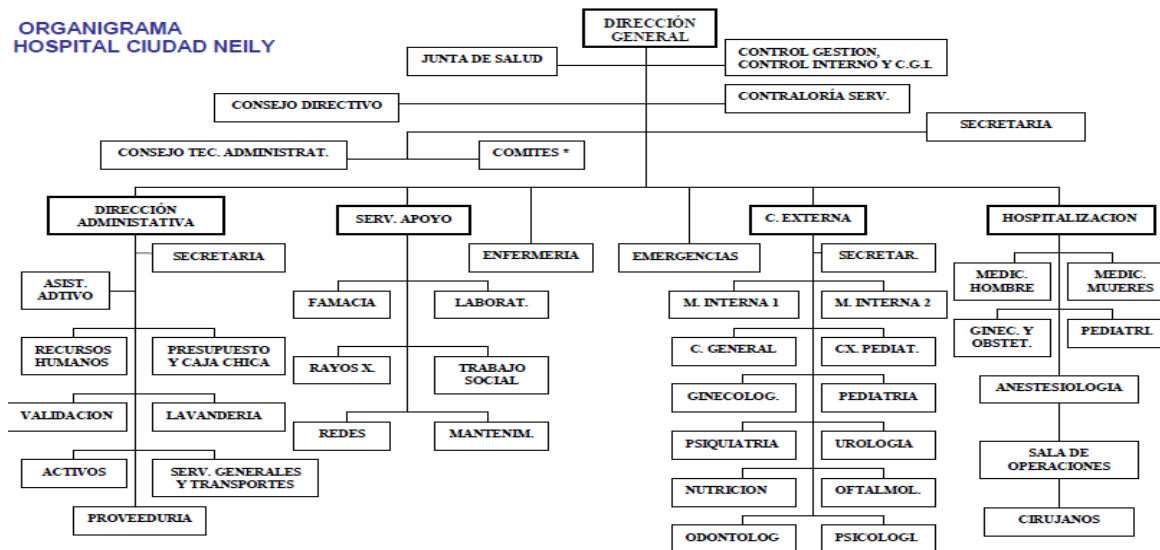 ORGANIGRAMA
HOSPITAL CIUDAD NEILY
DIRECCIÓN
GENERAL
JUNTA DE SALUD
CONTROL GESTION,
CONTROL INTERNO Y C.G.I.
CONSEJO DIRECTIVO
CONTRALORÍA SERV.
SECRETARIA
CONSEJO TEC. ADMINISTRAT.
COMITES *
DIRECCIÓN
ADMINISTATIVA
SERV. APOYO
C. EXTERNA
HOSPITALIZACION
SECRETARIA
ENFERMERIA
EMERGENCIAS
SECRETAR.
ASIST.
ADTIVO
FAMACIA
LABORAT.
M. INTERNA 1
M. INTERNA 2
MEDIC.
HOMBRE
MEDIC.
MUJERES
RECURSOS
HUMANOS
PRESUPUESTO
Y CAJA CHICA
RAYOS X.
TRABAJO
SOCIAL
C. GENERAL
CX. PEDIAT.
GINEC. Y
OBSTET.
PEDIATRI.
VALIDACION
LAVANDERIA
REDES
MANTENIM.
GINECOLOG.
PEDIATRIA
ANESTESIOLOGIA
PSIQUIATRIA
UROLOGIA
ACTIVOS
SERV. GENERALES
Y TRANSPORTES
SALA DE
OPERACIONES
NUTRICION
OFTALMOL.
PROVEEDURIA
CIRUJANOS
ODONTOLOG
PSICOLOGI.